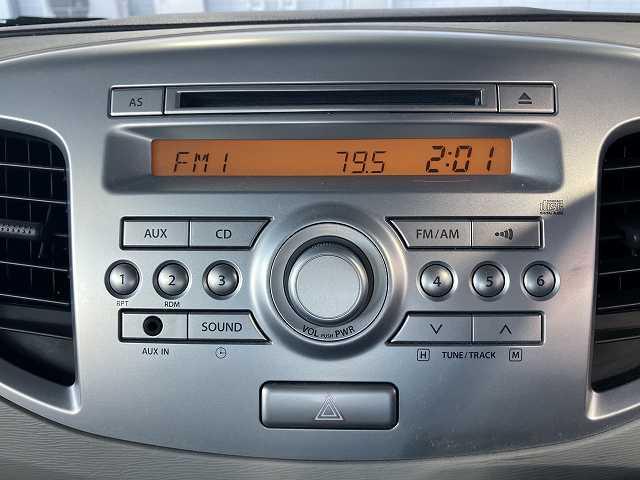 AS
FM1 79.5 2:01
AUX CD FM/AM
1 2 3 4 5 6
RPT RDM
SOUND
VOL PUSH PWR
AUX IN H TUNE/TRACK M